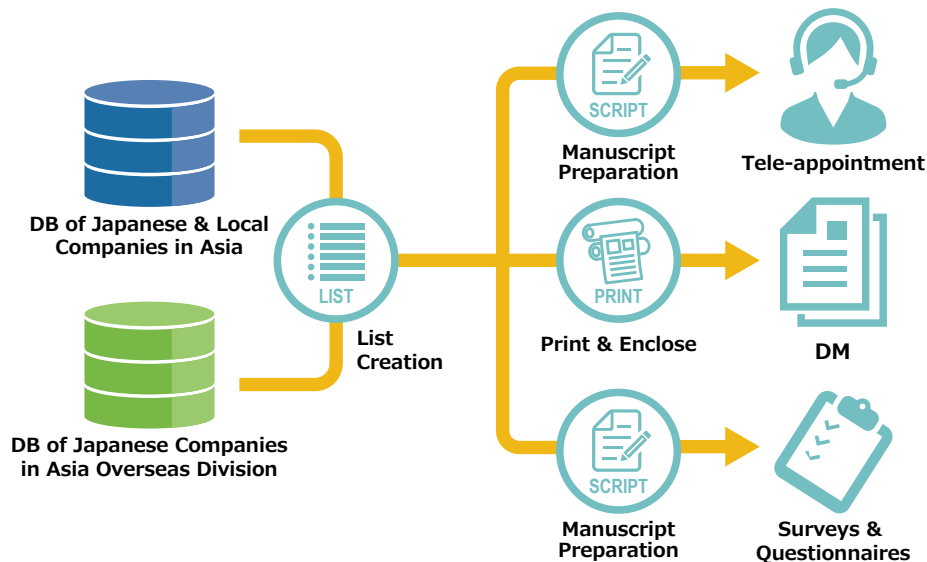 DB of Japanese & Local
Companies in Asia
DB of Japanese Companies
in Asia Overseas Division
LIST
List
Creation
SCRIPT
Manuscript
Preparation
Tele-appointment
PRINT
Print & Enclose
DM
SCRIPT
Manuscript
Preparation
Surveys &
Questionnaires